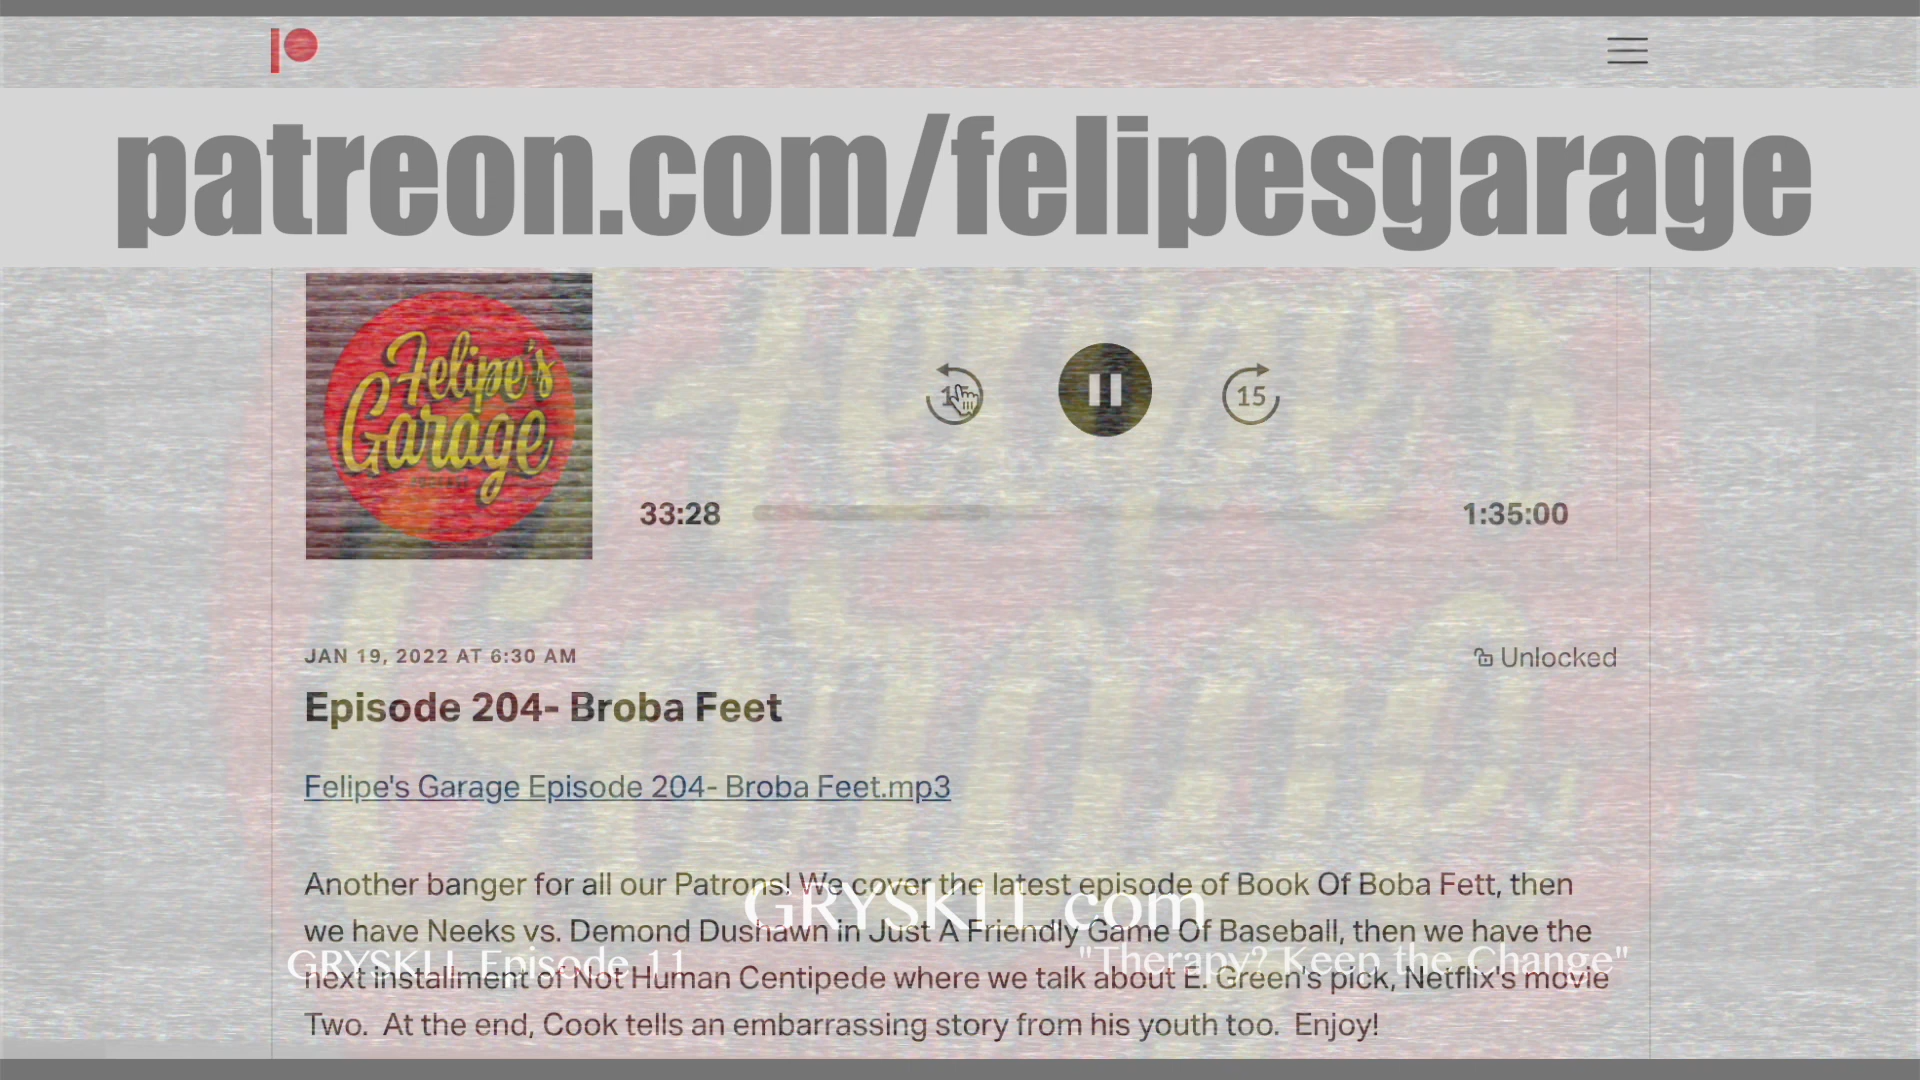 patreon.com/felipesgarage
Felipe's
Garage
15
33:28
1:35:00
JAN 19, 2022 AT 6:30 AM
Unlocked
Episode 204- Broba Feet
Felipe's Garage Episode 204- Broba Feet.mp3
Another banger for all our Patrons! We cover the latest episode of Book Of Boba Fett, then
we have Neeks vs. Demond Dushawn in Just A Friendly Game Of Baseball, then we have the
next installment of Not Human Centipede where we talk about E. Green's pick, Netflix's movie
Two.  At the end, Cook tells an embarrassing story from his youth too.  Enjoy!
GRYSKLL.com
GRYSKLL Episode 11
"Therapy? Keep the Change"